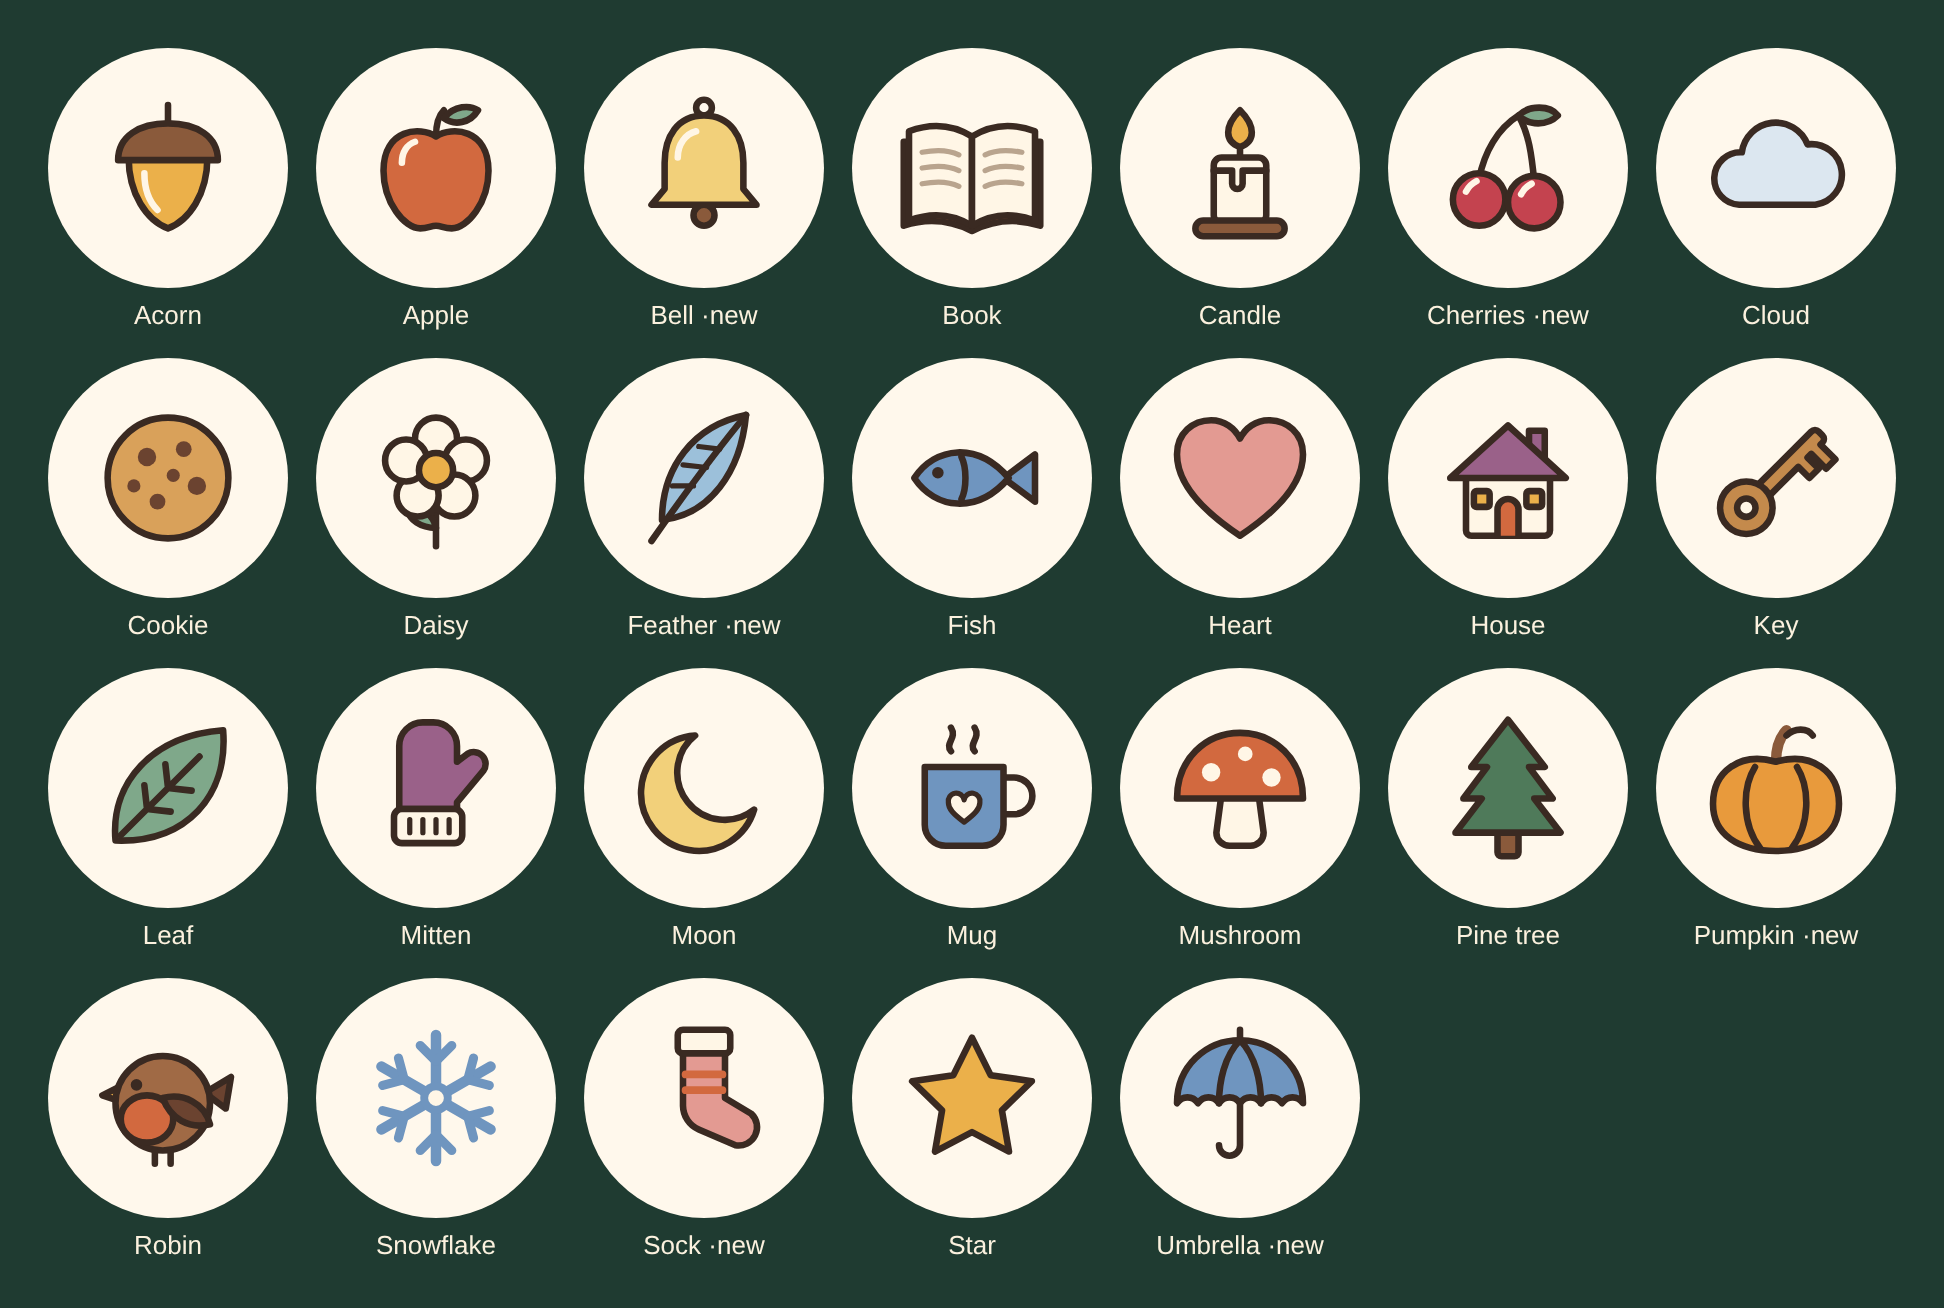 Acorn
Apple
Bell ·new
Book
Candle
Cherries ·new
Cloud
Cookie
Daisy
Feather ·new
Fish
Heart
House
Key
Leaf
Mitten
Moon
Mug
Mushroom
Pine tree
Pumpkin ·new
Robin
Snowflake
Sock ·new
Star
Umbrella ·new